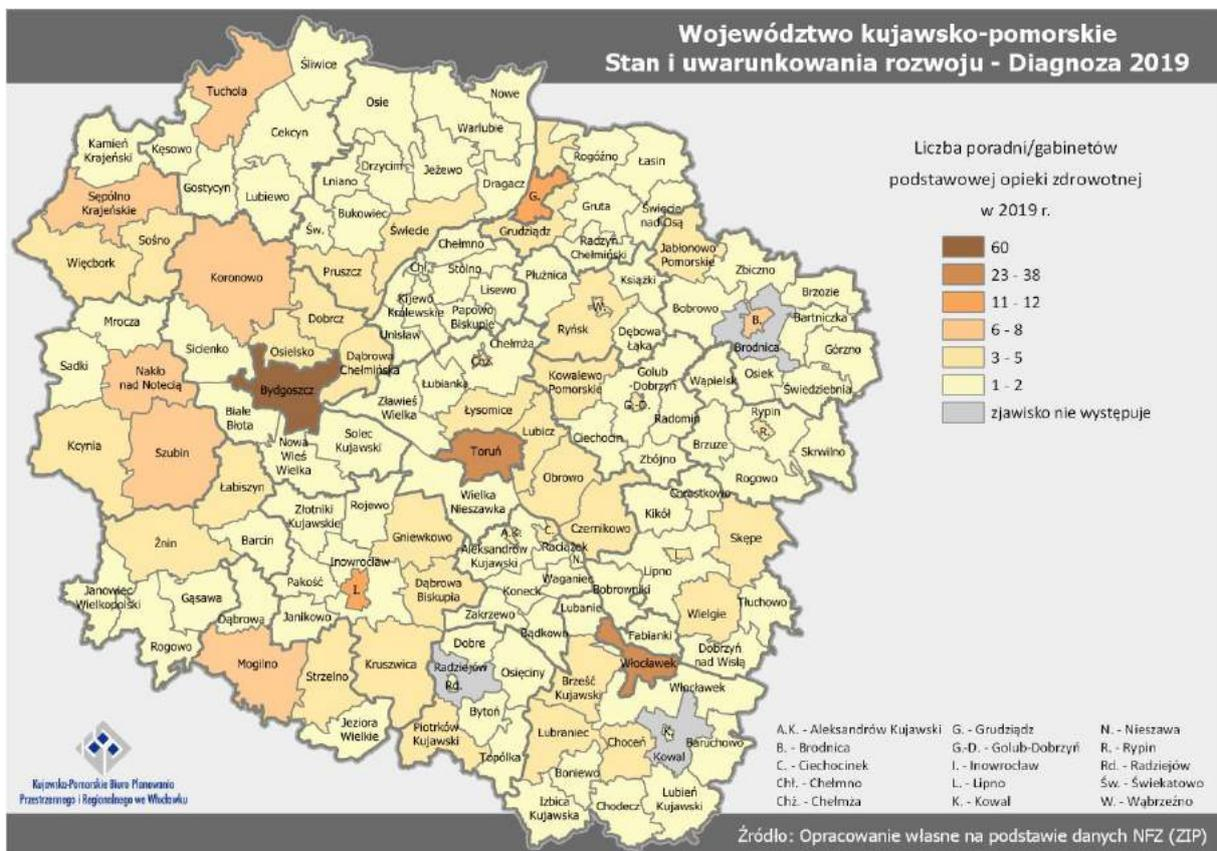 Województwo kujawsko-pomorskie
Stan i uwarunkowania rozwoju - Diagnoza 2019
Liczba poradni/gabinetów
podstawowej opieki zdrowotnej
w 2019 r.
60
23 - 38
11 - 12
6 - 8
3 - 5
1 - 2
zjawisko nie występuje
Śliwice
Tuchola
Nowe
Osie
Warlubie
Cekcyn
Kamień
Krajeński
Kęsowo
Rogóźno
Łasin
Drzycim
Jeżewo
Lniano
Dragacz
Gostycyn
Lubiewo
Sępólno
Krajeńskie
G.
Bukowiec
Gruta
Świecie
nad Osą
Św.
Świecie
Grudziądz
Sośno
Radzyń
Chełmiński
Jabłonowo
Pomorskie
Więcbork
Chełmno
Zbiczno
Pruszcz
Chł.
Stolno
Płużnica
Książki
Koronowo
Lisewo
Bobrowo
Brzozie
Kijewo
Królewskie
Papowo
Biskupie
W.
Bartniczka
B.
Dobrcz
Ryńsk
Mrocza
Unisław
Dębowa
Łąka
Brodnica
Górzno
Sicienko
Osielsko
Chełmża
Dąbrowa
Chełmińska
Chż.
Sadki
Nakło
nad Notecią
Golub
-Dobrzyń
Wąpielsk
Osiek
Kowalewo
Pomorskie
Świedziebnia
Bydgoszcz
Łubianka
Zławieś
Wielka
G.-D.
Radomin
Rypin
Białe
Błota
Łysomice
R.
Lubicz
Ciechocin
Brzuze
Kcynia
Szubin
Solec
Kujawski
Toruń
Skrwilno
Nowa
Wieś
Wielka
Zbójno
Rogowo
Obrowo
Łabiszyn
Wielka
Nieszawka
Chrostkowo
Złotniki
Kujawskie
Rojewo
Kikół
Czernikowo
Skępe
Żnin
Barcin
Gniewkowo
A.K.
C.
Raciążek
Aleksandrów
Kujawski
N.
L.
Inowrocław
Lipno
Waganiec
Pakość
Dąbrowa
Biskupia
Bobrowniki
Janowiec
Wielkopolski
Gąsawa
I.
Koneck
Tłuchowo
Lubanie
Wielgie
Dąbrowa
Janikowo
Zakrzewo
Bądkowo
Rogowo
Dobre
Fabianki
Dobrzyń
nad Wisłą
Mogilno
Kruszwica
Radziejów
Osięciny
Włocławek
Strzelno
Rd.
Brześć
Kujawski
Włocławek
Bytoń
Jeziora
Wielkie
Piotrków
Kujawski
Lubraniec
K.
Choceń
Baruchowo
Topólka
Kowal
Boniewo
Izbica
Kujawska
Chodecz
Lubień
Kujawski
A.K. - Aleksandrów Kujawski
B. - Brodnica
C. - Ciechocinek
Chł. - Chełmno
Chż. - Chełmża
G. - Grudziądz
G.-D. - Golub-Dobrzyń
I. - Inowrocław
L. - Lipno
K. - Kowal
N. - Nieszawa
R. - Rypin
Rd. - Radziejów
Św. - Świekatowo
W. - Wąbrzeźno
Kujawsko-Pomorskie Biuro Planowania
Przestrzennego i Regionalnego we Włocławku
Źródło: Opracowanie własne na podstawie danych NFZ (ZIP)